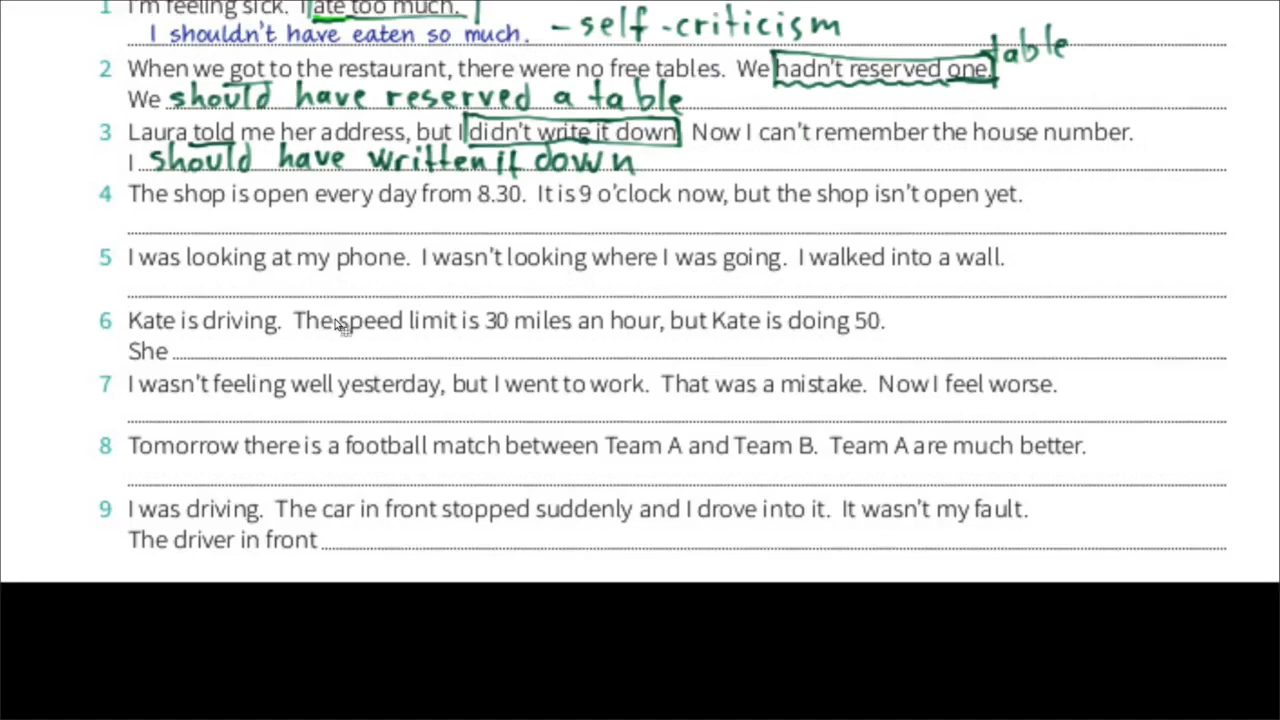 1 I'm feeling sick. I ate too much.
I shouldn't have eaten so much. - self-criticism
2 When we got to the restaurant, there were no free tables. We hadn't reserved one. table
We should have reserved a table
3 Laura told me her address, but I didn't write it down. Now I can't remember the house number.
I should have written it down
4 The shop is open every day from 8.30. It is 9 o'clock now, but the shop isn't open yet.
5 I was looking at my phone. I wasn't looking where I was going. I walked into a wall.
6 Kate is driving. The speed limit is 30 miles an hour, but Kate is doing 50.
She
7 I wasn't feeling well yesterday, but I went to work. That was a mistake. Now I feel worse.
8 Tomorrow there is a football match between Team A and Team B. Team A are much better.
9 I was driving. The car in front stopped suddenly and I drove into it. It wasn't my fault.
The driver in front